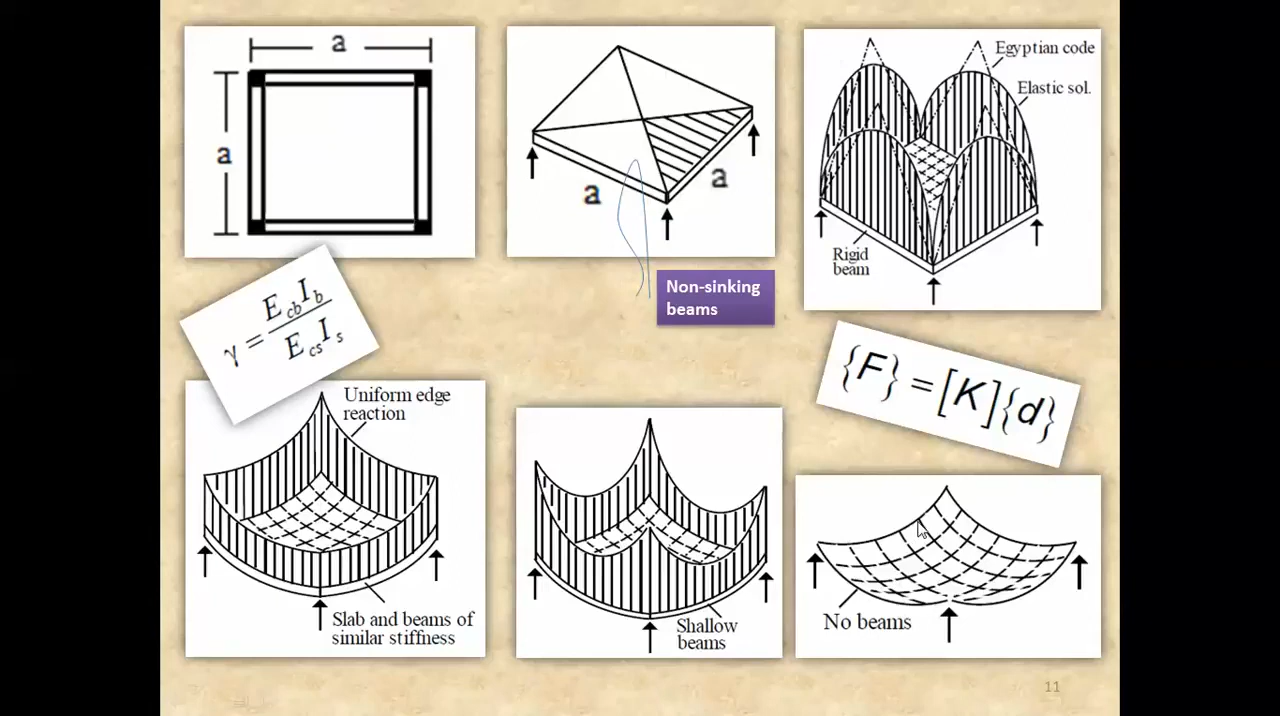 a
a
a
a
Egyptian code
Elastic sol.
Rigid
beam
Non-sinking
beams
γ = E_cb I_b / E_cs I_s
{F} = [K]{d}
Uniform edge
reaction
Slab and beams of
similar stiffness
Shallow
beams
No beams
11